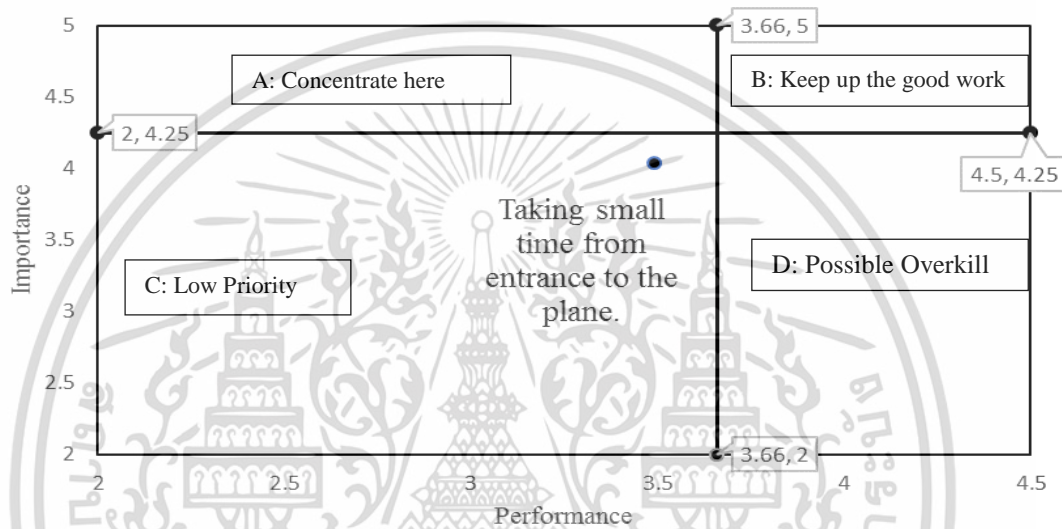 5
3.66, 5
A: Concentrate here
B: Keep up the good work
4.5
2, 4.25
4
4.5, 4.25
Importance
3.5
Taking small
time from
entrance to the
plane.
C: Low Priority
D: Possible Overkill
3
2.5
2
3.66, 2
2
2.5
3
3.5
4
4.5
Performance